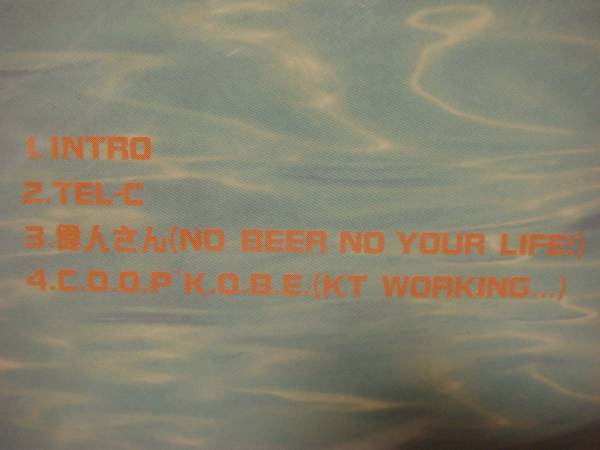 1. INTRO
2.TEL-C
3.偉人さん(NO BEER NO YOUR LIFE!)
4.C.O.O.P K.O.B.E.(KT WORKING...)